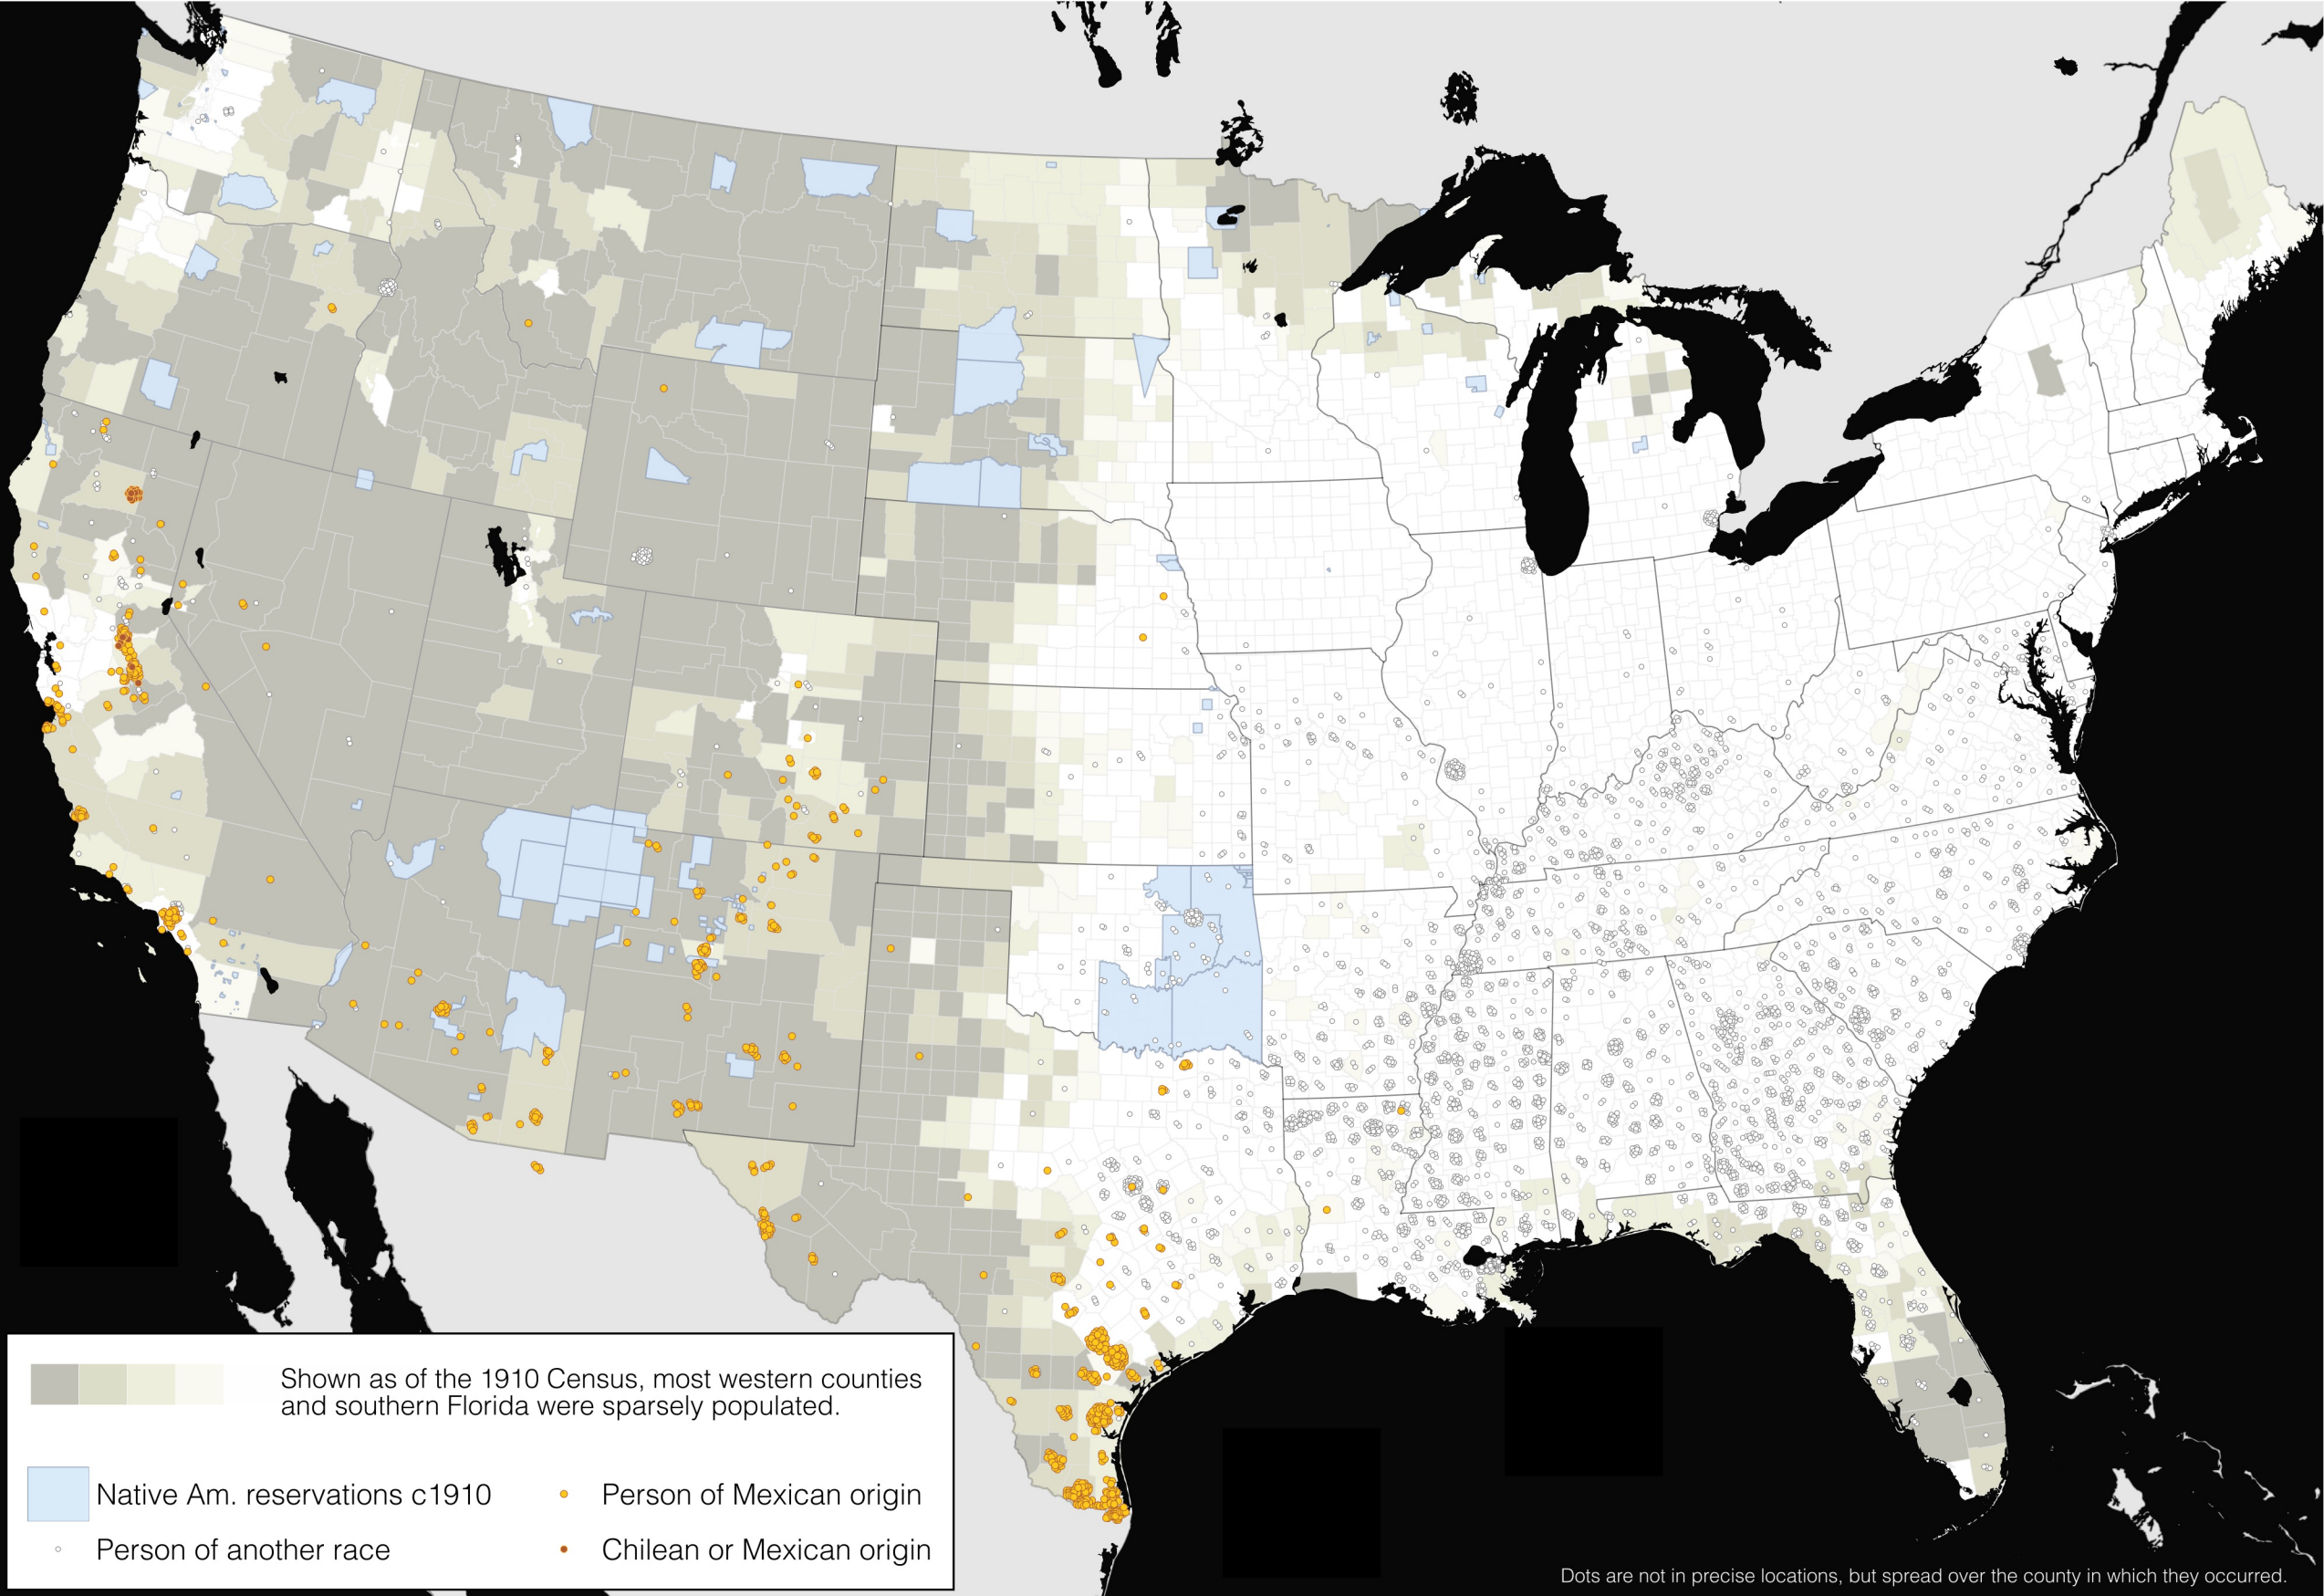 Shown as of the 1910 Census, most western counties
and southern Florida were sparsely populated.
Native Am. reservations c1910
Person of Mexican origin
Person of another race
Chilean or Mexican origin
Dots are not in precise locations, but spread over the county in which they occurred.